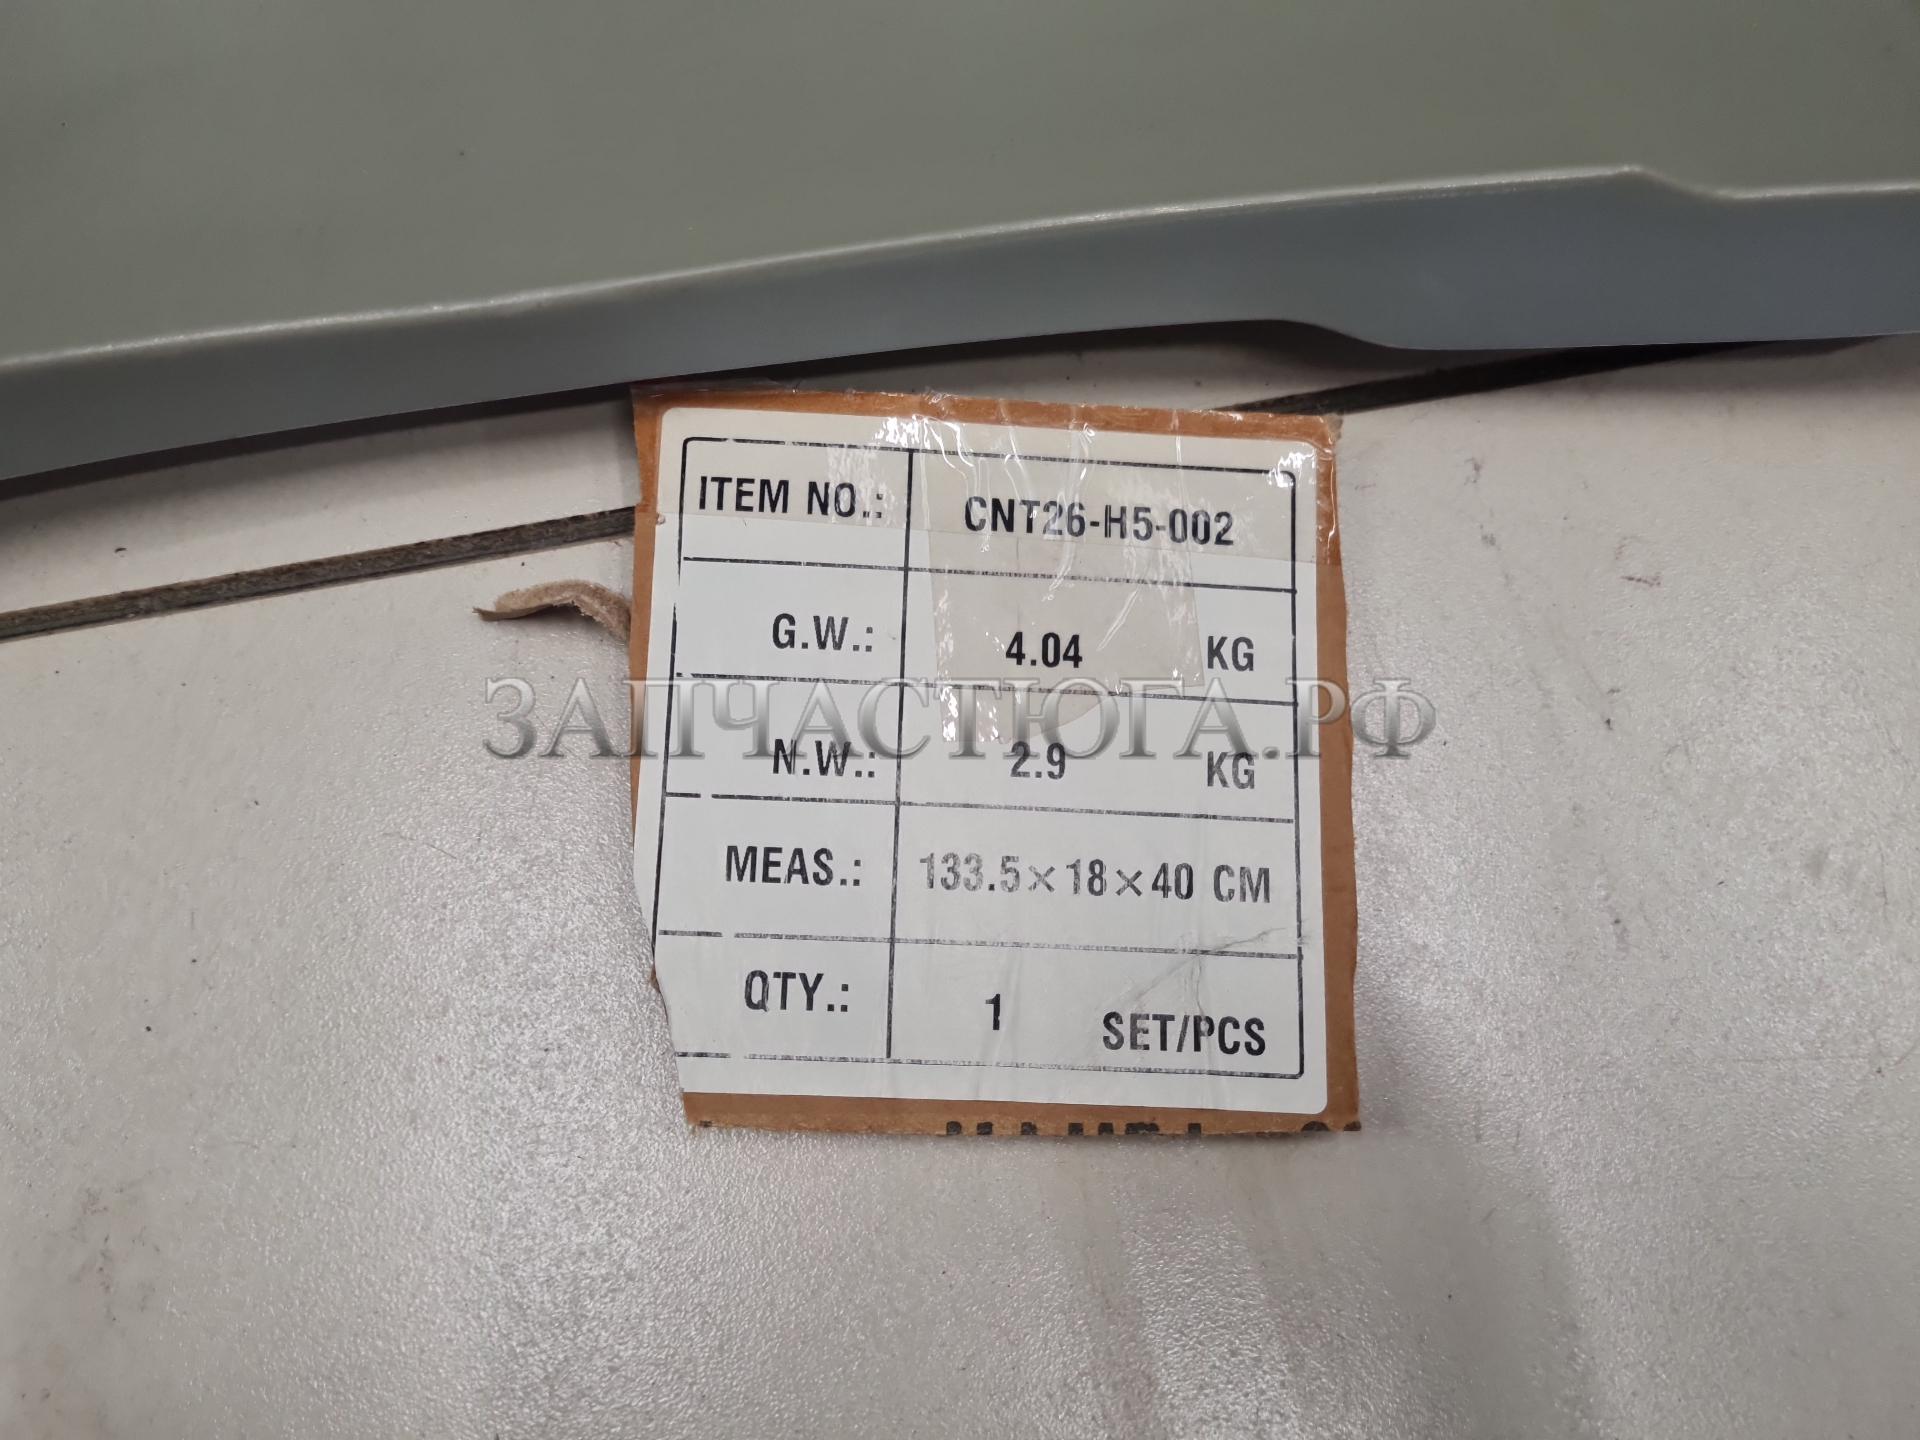 ITEM NO.: CNT26-H5-002
G.W.: 4.04 KG
ЗАПЧАСТЮГА.РФ
N.W.: 2.9 KG
MEAS.: 133.5×18×40 CM
QTY.: 1 SET/PCS